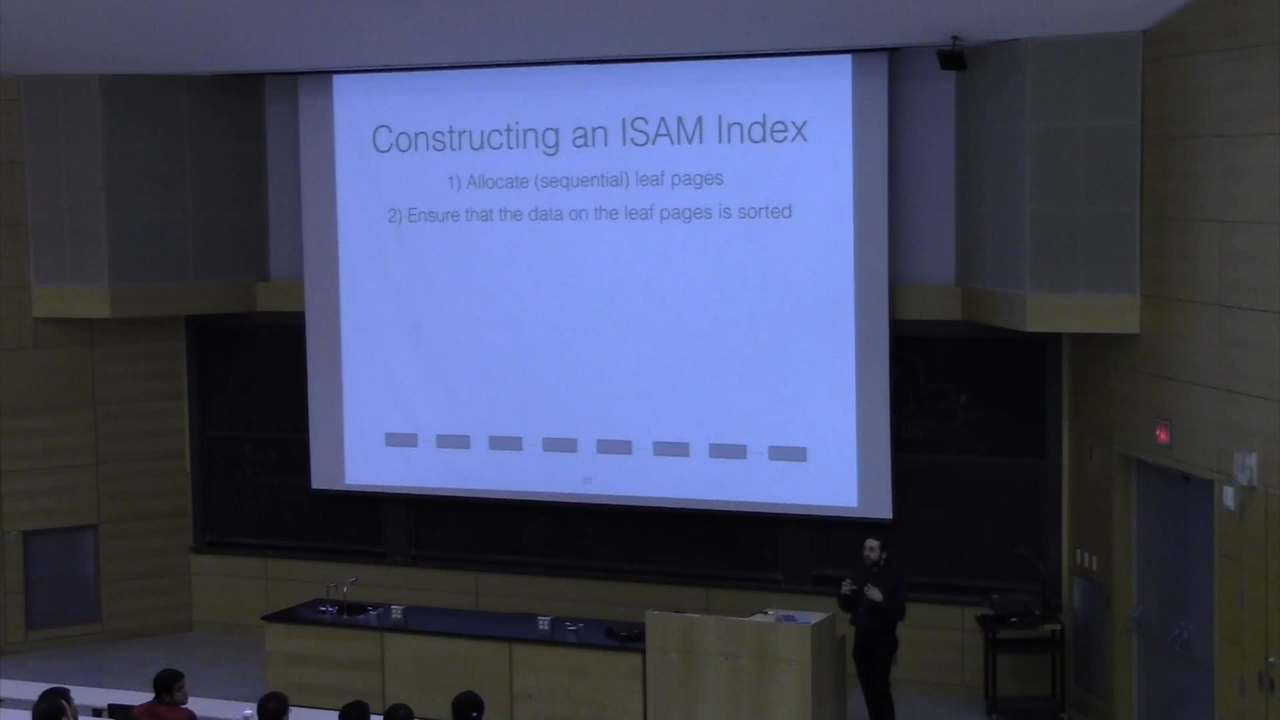 Constructing an ISAM Index
1) Allocate (sequential) leaf pages
2) Ensure that the data on the leaf pages is sorted